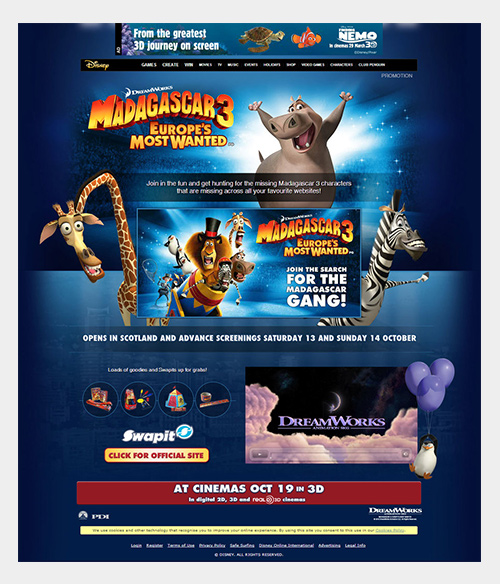 AD
From the greatest
3D journey on screen
FINDING
NEMO
In cinemas 29 March 3D
©Disney/Pixar
Disney
GAMES CREATE WIN MOVIES TV MUSIC EVENTS HOLIDAYS SHOP VIDEO GAMES CHARACTERS CLUB PENGUIN
PROMOTION
DREAMWORKS
MADAGASCAR 3
EUROPE'S
MOST WANTED
Join in the fun and get hunting for the missing Madagascar 3 characters
that are missing across all your favourite websites!
DREAMWORKS
MADAGASCAR 3
EUROPE'S
MOST WANTED
JOIN THE SEARCH
FOR THE
MADAGASCAR
GANG!
OPENS IN SCOTLAND AND ADVANCE SCREENINGS SATURDAY 13 AND SUNDAY 14 OCTOBER
Loads of goodies and Swapits up for grabs!
Swapit
CLICK FOR OFFICIAL SITE
DREAMWORKS
ANIMATION SKG
AT CINEMAS OCT 19 IN 3D
In digital 2D, 3D and REAL D 3D cinemas
PDI
DREAMWORKS
We use cookies and other technology that recognise you to improve your online experience. By using this site you consent to this use in our Cookies Policy.
Login Register Terms of Use Privacy Policy Safe Surfing Disney Online International Advertising Legal Info
© DISNEY. ALL RIGHTS RESERVED.